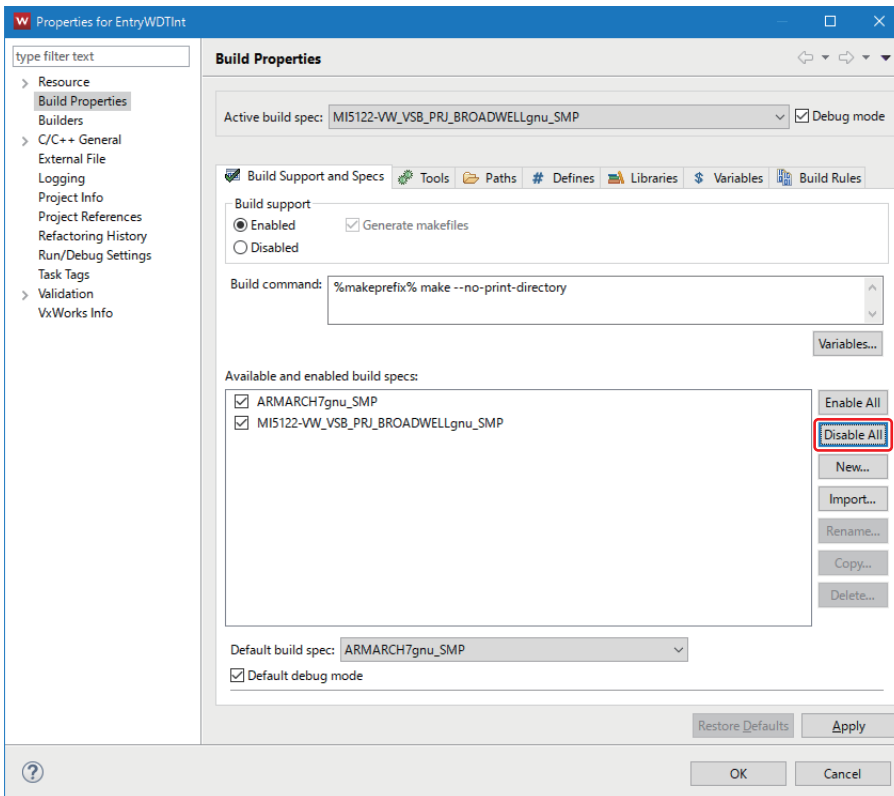 W Properties for EntryWDTInt
type filter text
Resource
Build Properties
Builders
C/C++ General
External File
Logging
Project Info
Project References
Refactoring History
Run/Debug Settings
Task Tags
Validation
VxWorks Info
Build Properties
Active build spec: MI5122-VW_VSB_PRJ_BROADWELLgnu_SMP Debug mode
Build Support and Specs Tools Paths # Defines Libraries $ Variables Build Rules
Build support
Enabled Generate makefiles
Disabled
Build command: %makeprefix% make --no-print-directory
Variables...
Available and enabled build specs:
ARMARCH7gnu_SMP
MI5122-VW_VSB_PRJ_BROADWELLgnu_SMP
Enable All
Disable All
New...
Import...
Rename...
Copy...
Delete...
Default build spec: ARMARCH7gnu_SMP
Default debug mode
Restore Defaults Apply
? OK Cancel